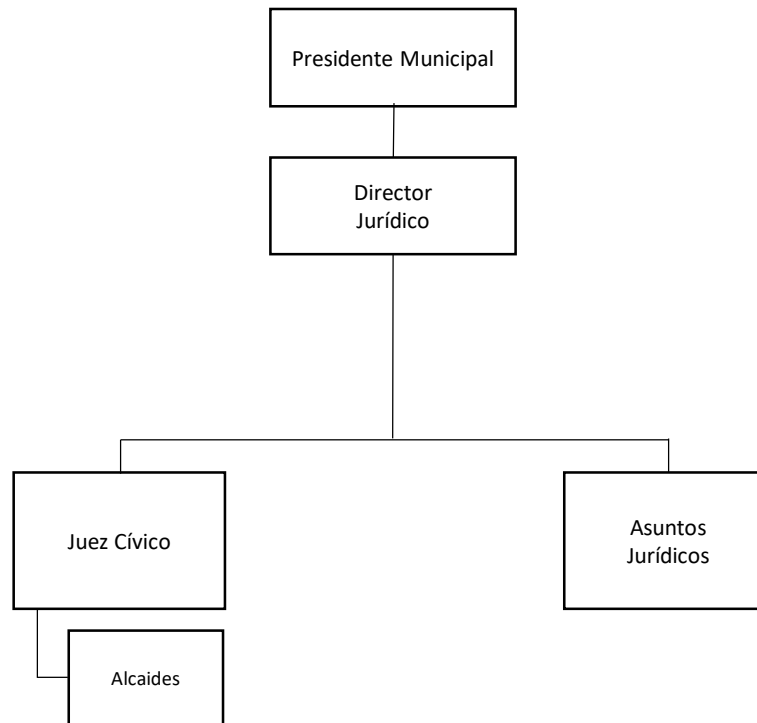 Presidente Municipal
Director
Jurídico
Juez Cívico
Asuntos
Jurídicos
Alcaides